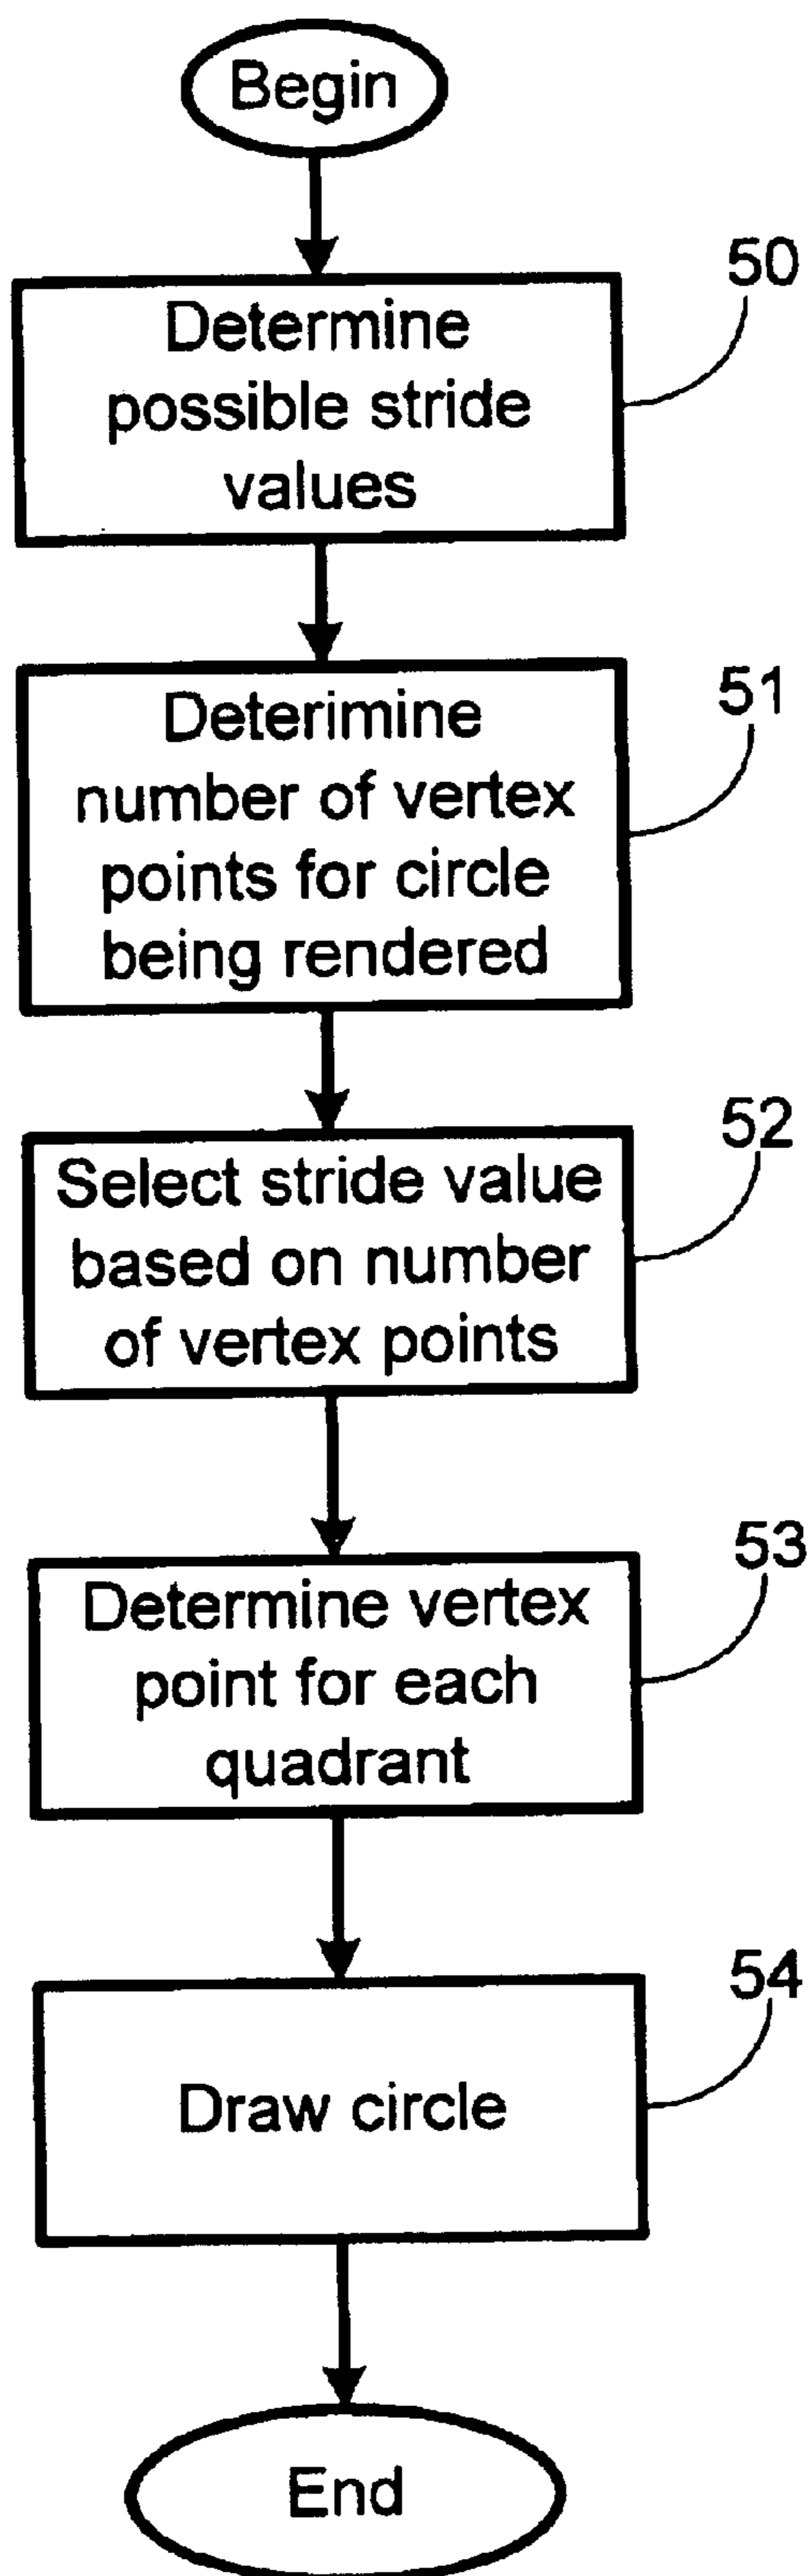 Begin
50
Determine
possible stride
values
51
Deterimine
number of vertex
points for circle
being rendered
52
Select stride value
based on number
of vertex points
53
Determine vertex
point for each
quadrant
54
Draw circle
End